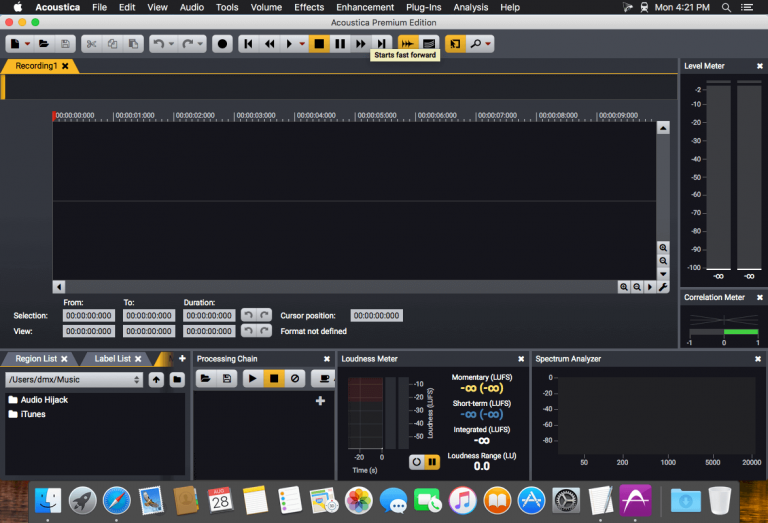 Acoustica File Edit View Audio Tools Volume Effects Enhancement Plug-Ins Analysis Help Mon 4:21 PM
Acoustica Premium Edition
Starts fast forward
Recording1
00:00:00:000 00:00:01:000 00:00:02:000 00:00:03:000 00:00:04:000 00:00:05:000 00:00:06:000 00:00:07:000 00:00:08:000 00:00:09:000
Level Meter
-2
-10
-20
-30
-40
-50
-60
-70
-80
-90
-100
-∞ -∞
From: To: Duration:
Selection: 00:00:00:000 00:00:00:000 00:00:00:000 Cursor position: 00:00:00:000
View: 00:00:00:000 00:00:00:000 00:00:00:000 Format not defined
Correlation Meter
-1 0 1
Region List Label List
/Users/dmx/Music
Audio Hijack
iTunes
Processing Chain
Loudness Meter
-10
-20
-30
-40
-50
-60
Loudness (LUFS)
-20 0
Time (s)
Momentary (LUFS)
-∞ (-∞)
Short-term (LUFS)
-∞ (-∞)
Integrated (LUFS)
-∞
Loudness Range (LU)
0.0
Spectrum Analyzer
0
-20
-40
-60
-80
50 200 1000 5000 20000
AUG
28